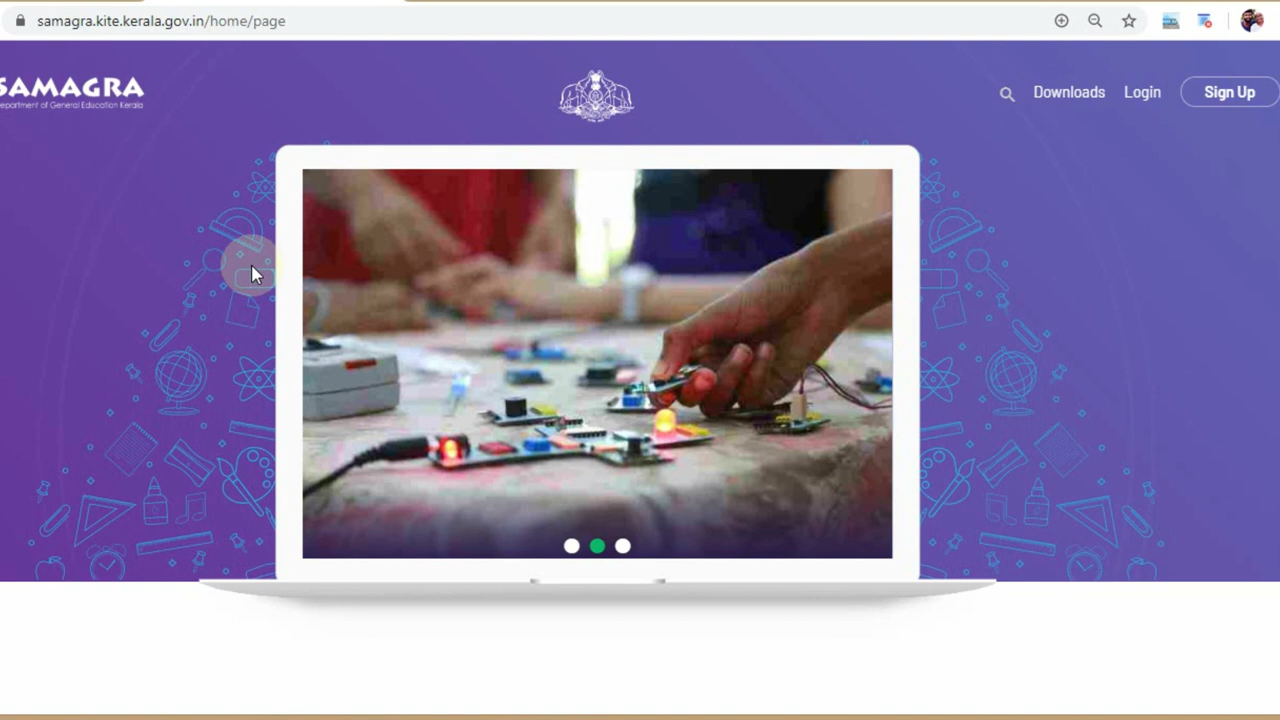 samagra.kite.kerala.gov.in/home/page
SAMAGRA
Department of General Education Kerala
Downloads
Login
Sign Up